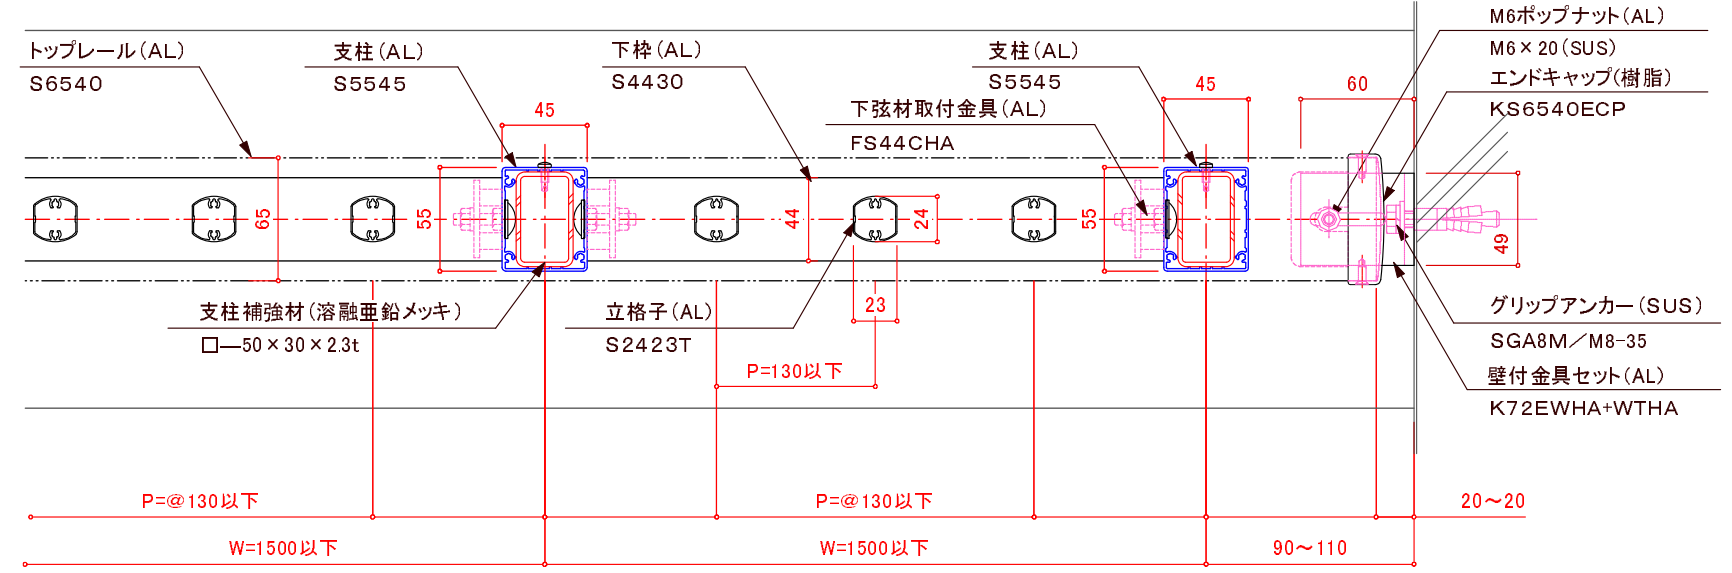 トップレール(AL)
S6540
支柱(AL)
S5545
下枠(AL)
S4430
支柱(AL)
S5545
下弦材取付金具(AL)
FS44CHA
M6ポップナット(AL)
M6×20(SUS)
エンドキャップ(樹脂)
KS6540ECP
45
45
60
65
55
44
24
55
49
23
支柱補強材(溶融亜鉛メッキ)
□—50×30×2.3t
立格子(AL)
S2423T
グリップアンカー(SUS)
SGA8M/M8-35
壁付金具セット(AL)
K72EWHA+WTHA
P=130以下
P=@130以下
P=@130以下
20~20
W=1500以下
W=1500以下
90~110